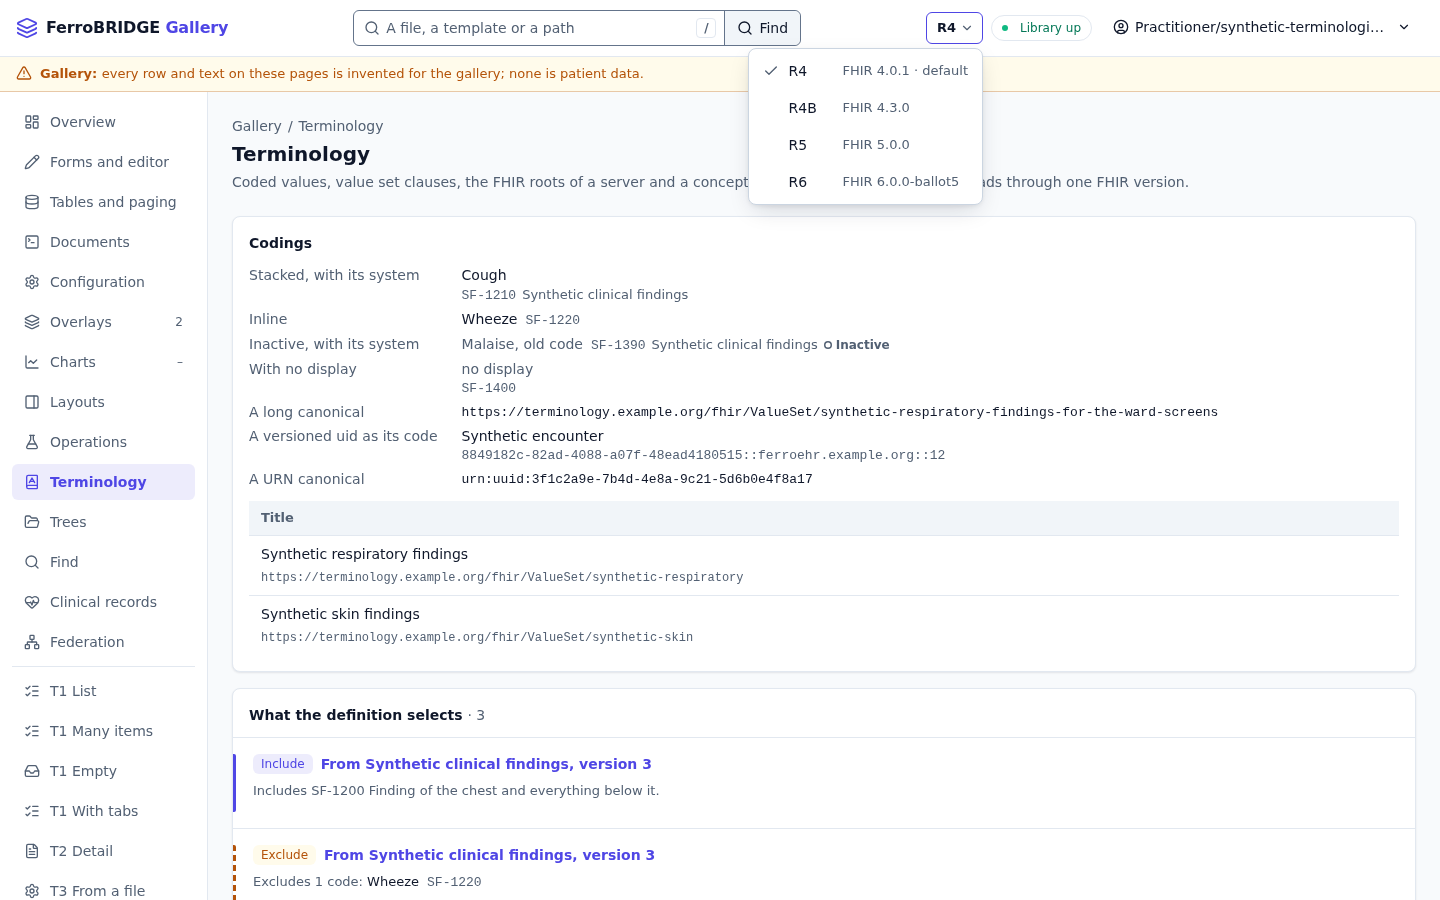 FerroBRIDGE Gallery
A file, a template or a path
/
Find
R4
Library up
Practitioner/synthetic-terminologi…
Gallery: every row and text on these pages is invented for the gallery; none is patient data.
R4 FHIR 4.0.1 · default
R4B FHIR 4.3.0
R5 FHIR 5.0.0
R6 FHIR 6.0.0-ballot5
Overview
Forms and editor
Tables and paging
Documents
Configuration
Overlays 2
Charts –
Layouts
Operations
Terminology
Trees
Find
Clinical records
Federation
T1 List
T1 Many items
T1 Empty
T1 With tabs
T2 Detail
T3 From a file
Gallery / Terminology
Terminology
Coded values, value set clauses, the FHIR roots of a server and a concept ads through one FHIR version.
Codings
Stacked, with its system Cough
SF-1210 Synthetic clinical findings
Inline Wheeze SF-1220
Inactive, with its system Malaise, old code SF-1390 Synthetic clinical findings Inactive
With no display no display
SF-1400
A long canonical https://terminology.example.org/fhir/ValueSet/synthetic-respiratory-findings-for-the-ward-screens
A versioned uid as its code Synthetic encounter
8849182c-82ad-4088-a07f-48ead4180515::ferroehr.example.org::12
A URN canonical urn:uuid:3f1c2a9e-7b4d-4e8a-9c21-5d6b0e4f8a17
Title
Synthetic respiratory findings
https://terminology.example.org/fhir/ValueSet/synthetic-respiratory
Synthetic skin findings
https://terminology.example.org/fhir/ValueSet/synthetic-skin
What the definition selects · 3
Include From Synthetic clinical findings, version 3
Includes SF-1200 Finding of the chest and everything below it.
Exclude From Synthetic clinical findings, version 3
Excludes 1 code: Wheeze SF-1220